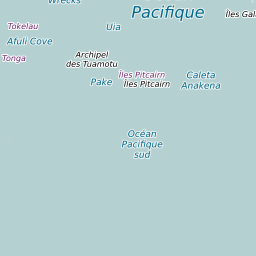 Wrecks
Pacifique
Îles Gal
Tokelau
Uia
Afuli Cove
Tonga
Archipel
des Tuamotu
Îles Pitcairn
Îles Pitcairn
Pake
Caleta
Anakena
Océan
Pacifique
sud